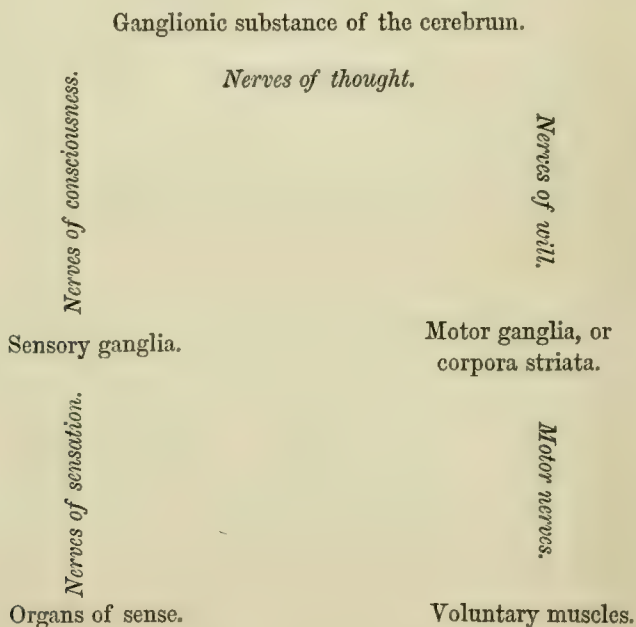 Ganglionic substance of the cerebrum.
Nerves of thought.
Nerves of consciousness.
Nerves of will.
Sensory ganglia.
Motor ganglia, or
corpora striata.
Nerves of sensation.
Motor nerves.
Organs of sense.
Voluntary muscles.